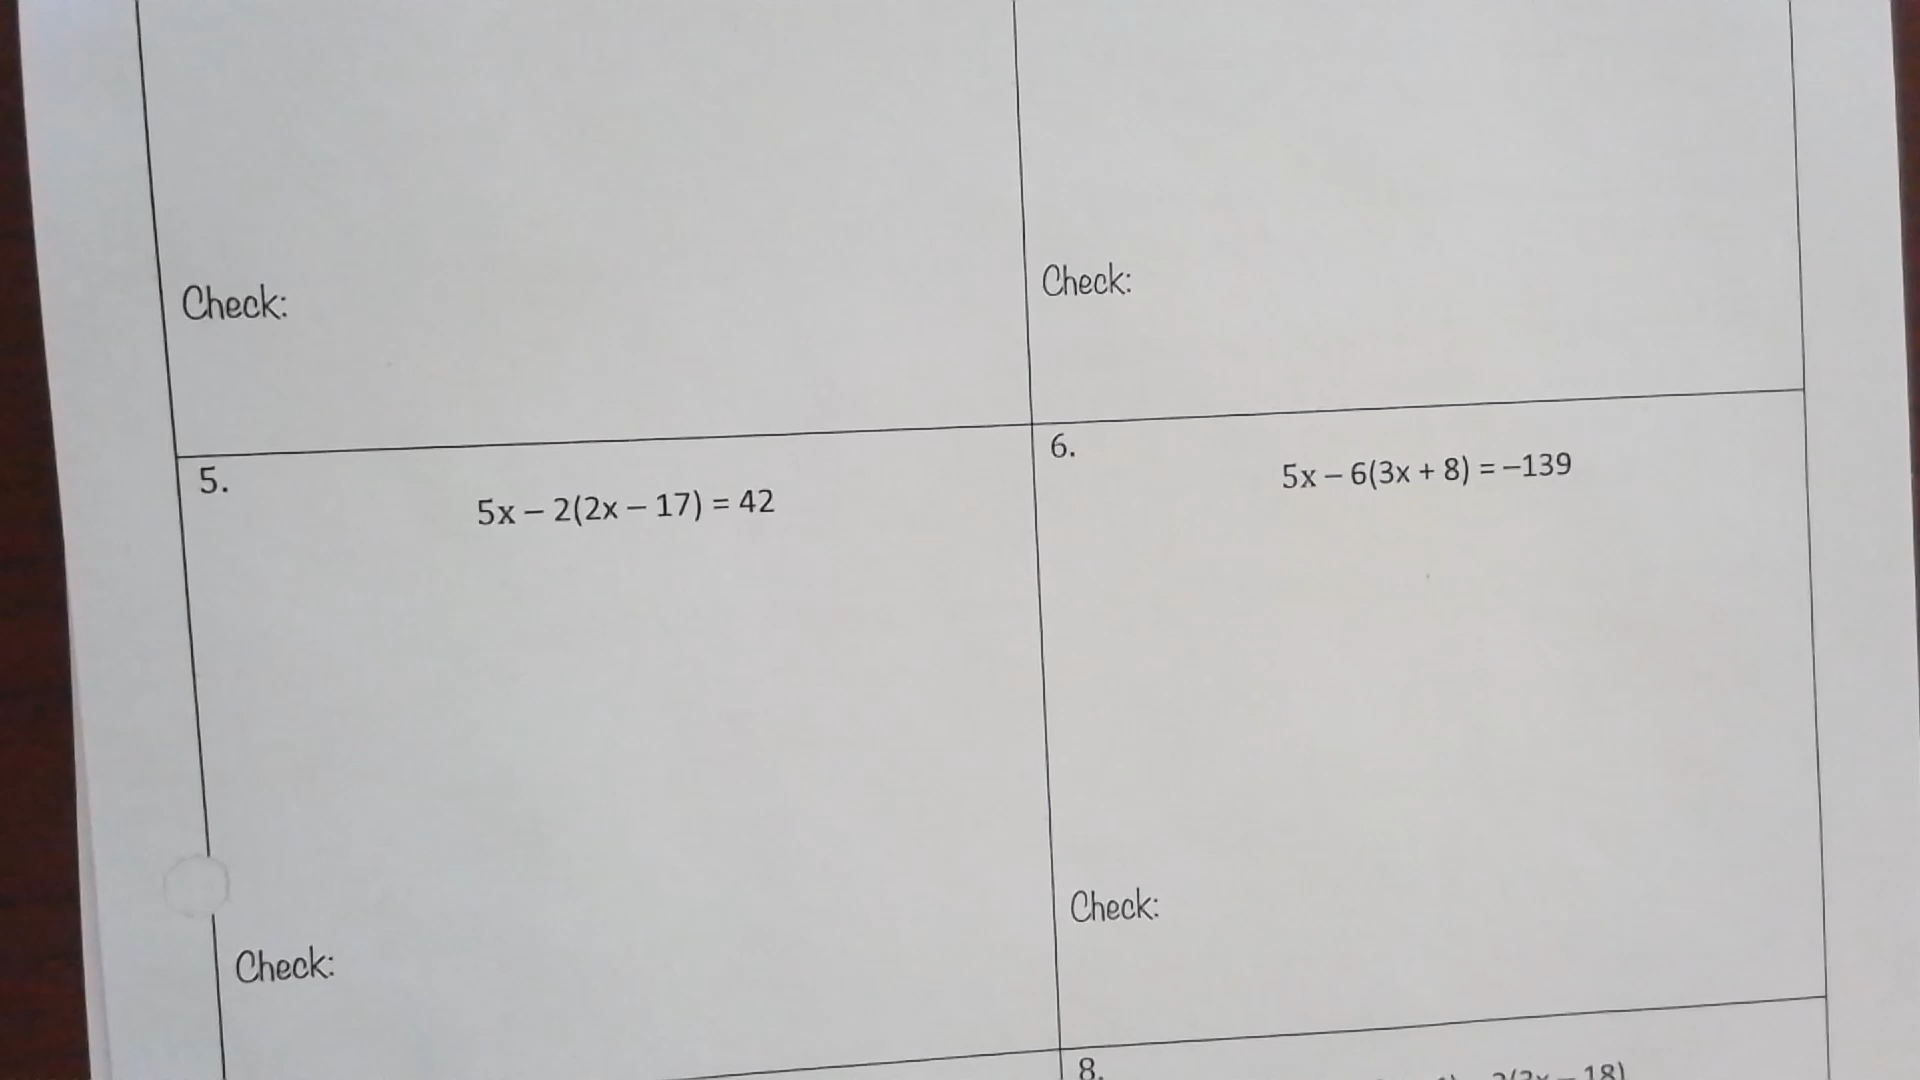 Check:
Check:
5.
5x – 2(2x – 17) = 42
Check:
6.
5x – 6(3x + 8) = –139
Check:
8.